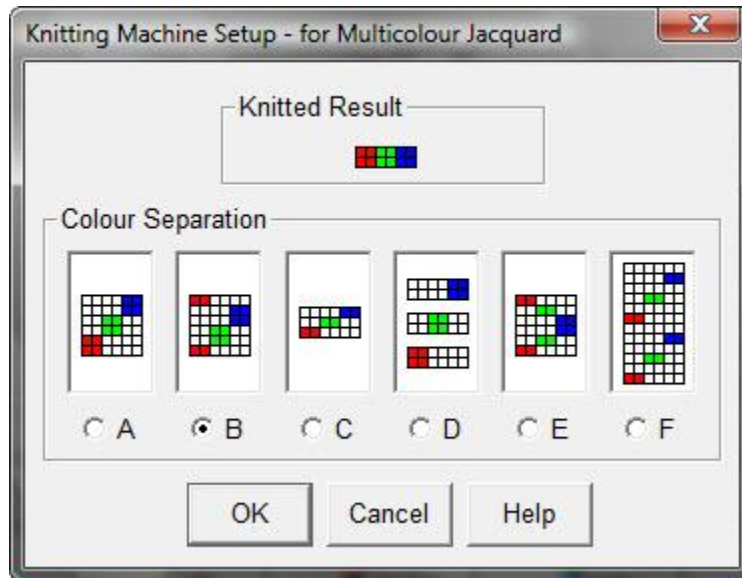 Knitting Machine Setup - for Multicolour Jacquard
Knitted Result
Colour Separation
A B C D E F
OK Cancel Help